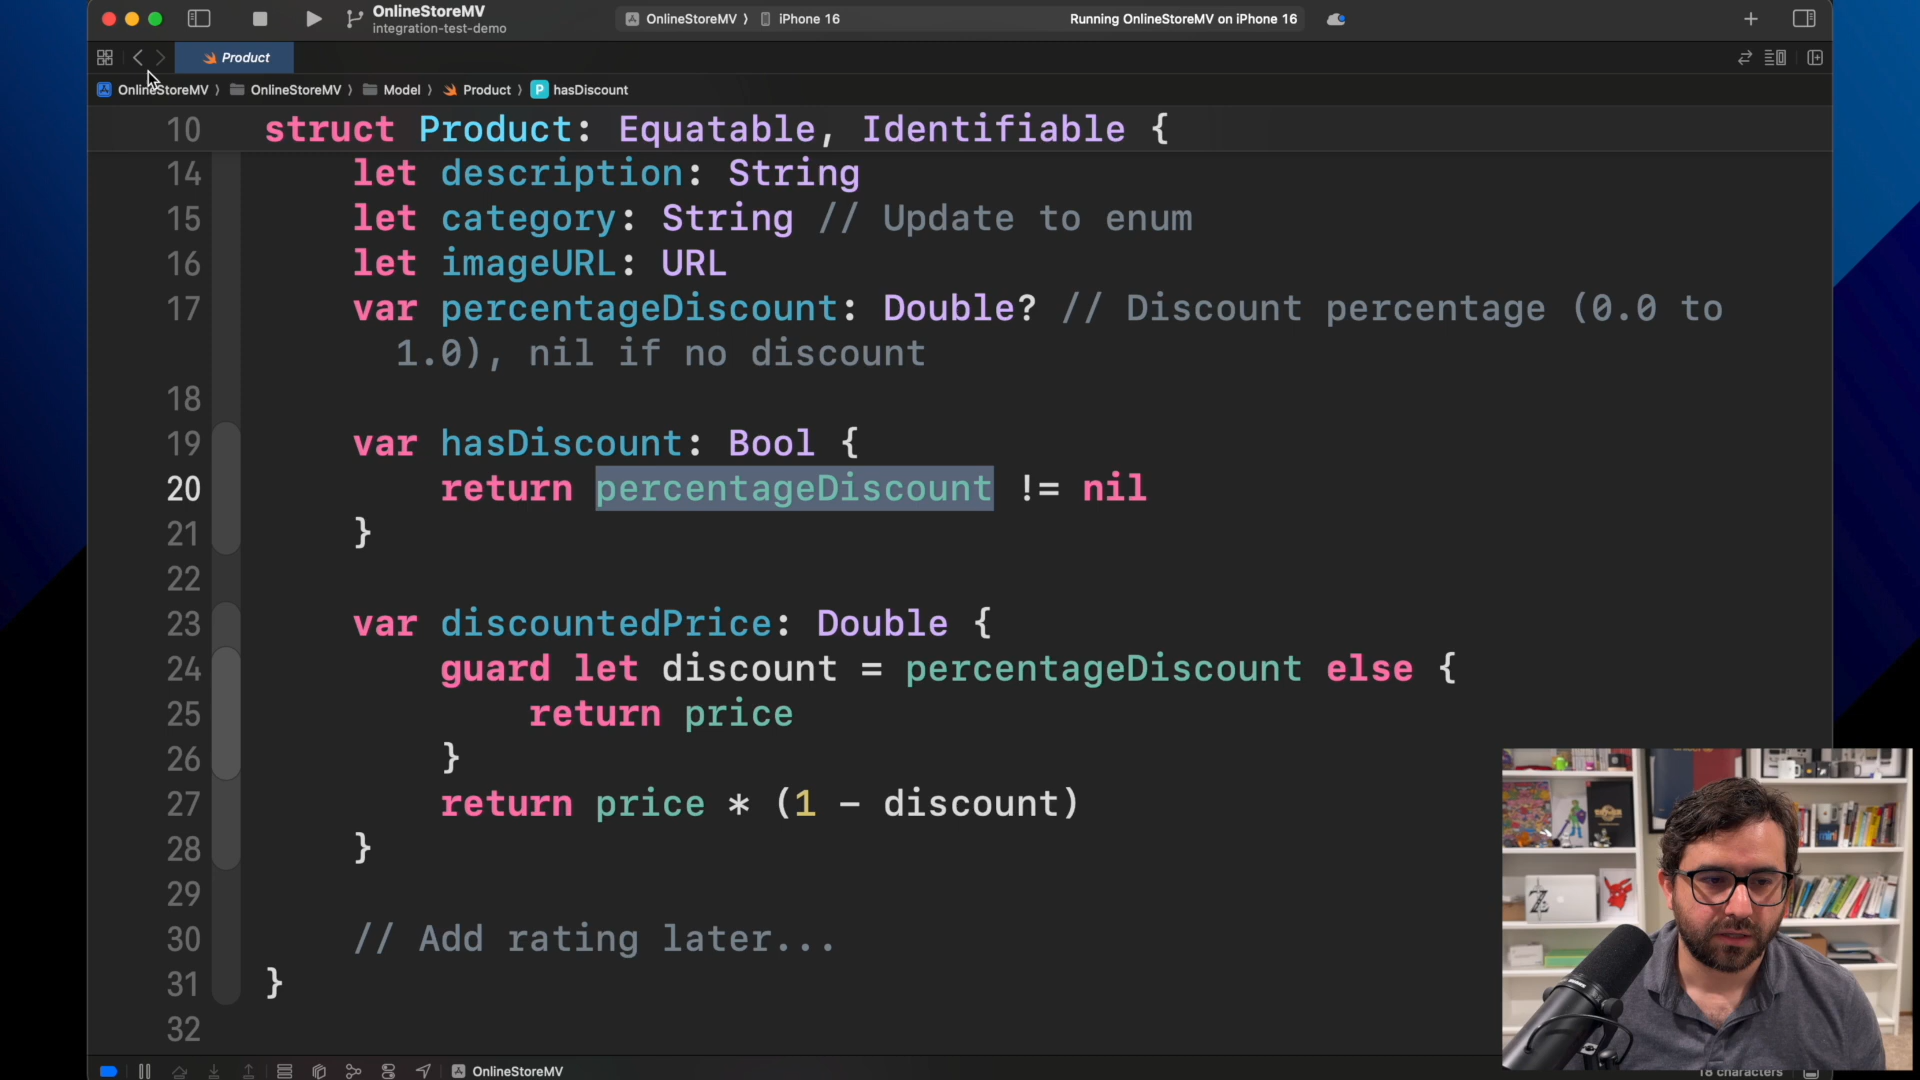 OnlineStoreMV
integration-test-demo
OnlineStoreMV 〉 iPhone 16
Running OnlineStoreMV on iPhone 16
Product
OnlineStoreMV 〉 OnlineStoreMV 〉 Model 〉 Product 〉 P hasDiscount
10 struct Product: Equatable, Identifiable {
14 let description: String
15 let category: String // Update to enum
16 let imageURL: URL
17 var percentageDiscount: Double? // Discount percentage (0.0 to
1.0), nil if no discount
18
19 var hasDiscount: Bool {
20 return percentageDiscount != nil
21 }
22
23 var discountedPrice: Double {
24 guard let discount = percentageDiscount else {
25 return price
26 }
27 return price * (1 - discount)
28 }
29
30 // Add rating later...
31 }
32
OnlineStoreMV
18 characters